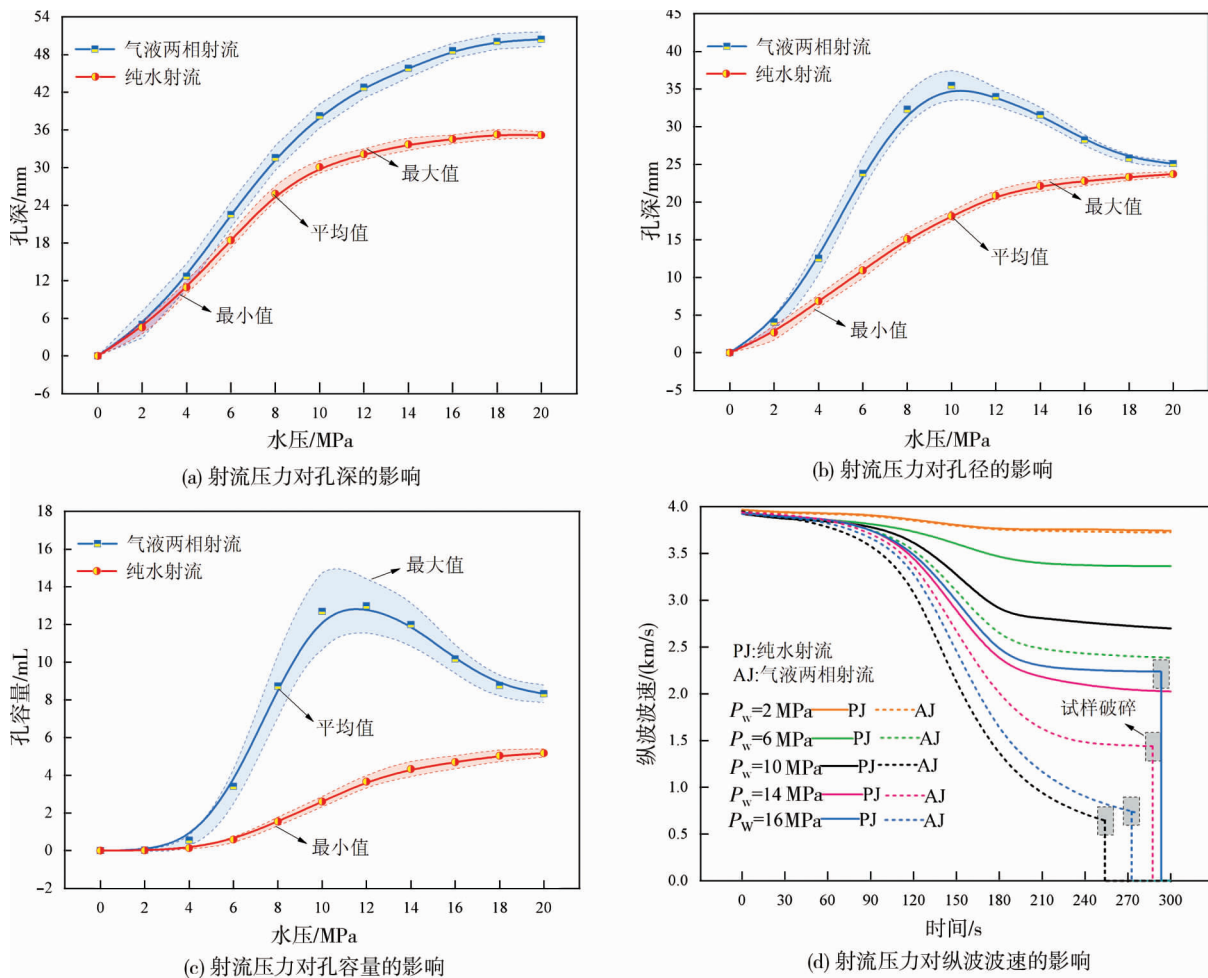 54
48
42
36
30
24
18
12
6
0
-6
孔深/mm
气液两相射流
纯水射流
最大值
平均值
最小值
0 2 4 6 8 10 12 14 16 18 20
水压/MPa
(a) 射流压力对孔深的影响
45
40
35
30
25
20
15
10
5
0
-5
孔深/mm
气液两相射流
纯水射流
最大值
平均值
最小值
0 2 4 6 8 10 12 14 16 18 20
水压/MPa
(b) 射流压力对孔径的影响
18
16
14
12
10
8
6
4
2
0
-2
孔容量/mL
气液两相射流
纯水射流
最大值
平均值
最小值
0 2 4 6 8 10 12 14 16 18 20
水压/MPa
(c) 射流压力对孔容量的影响
4.0
3.5
3.0
2.5
2.0
1.5
1.0
0.5
0.0
纵波波速/(km/s)
PJ:纯水射流
AJ:气液两相射流
试样破碎
Pw=2 MPa PJ AJ
Pw=6 MPa PJ AJ
Pw=10 MPa PJ AJ
Pw=14 MPa PJ AJ
PW=16 MPa PJ AJ
0 30 60 90 120 150 180 210 240 270 300
时间/s
(d) 射流压力对纵波波速的影响